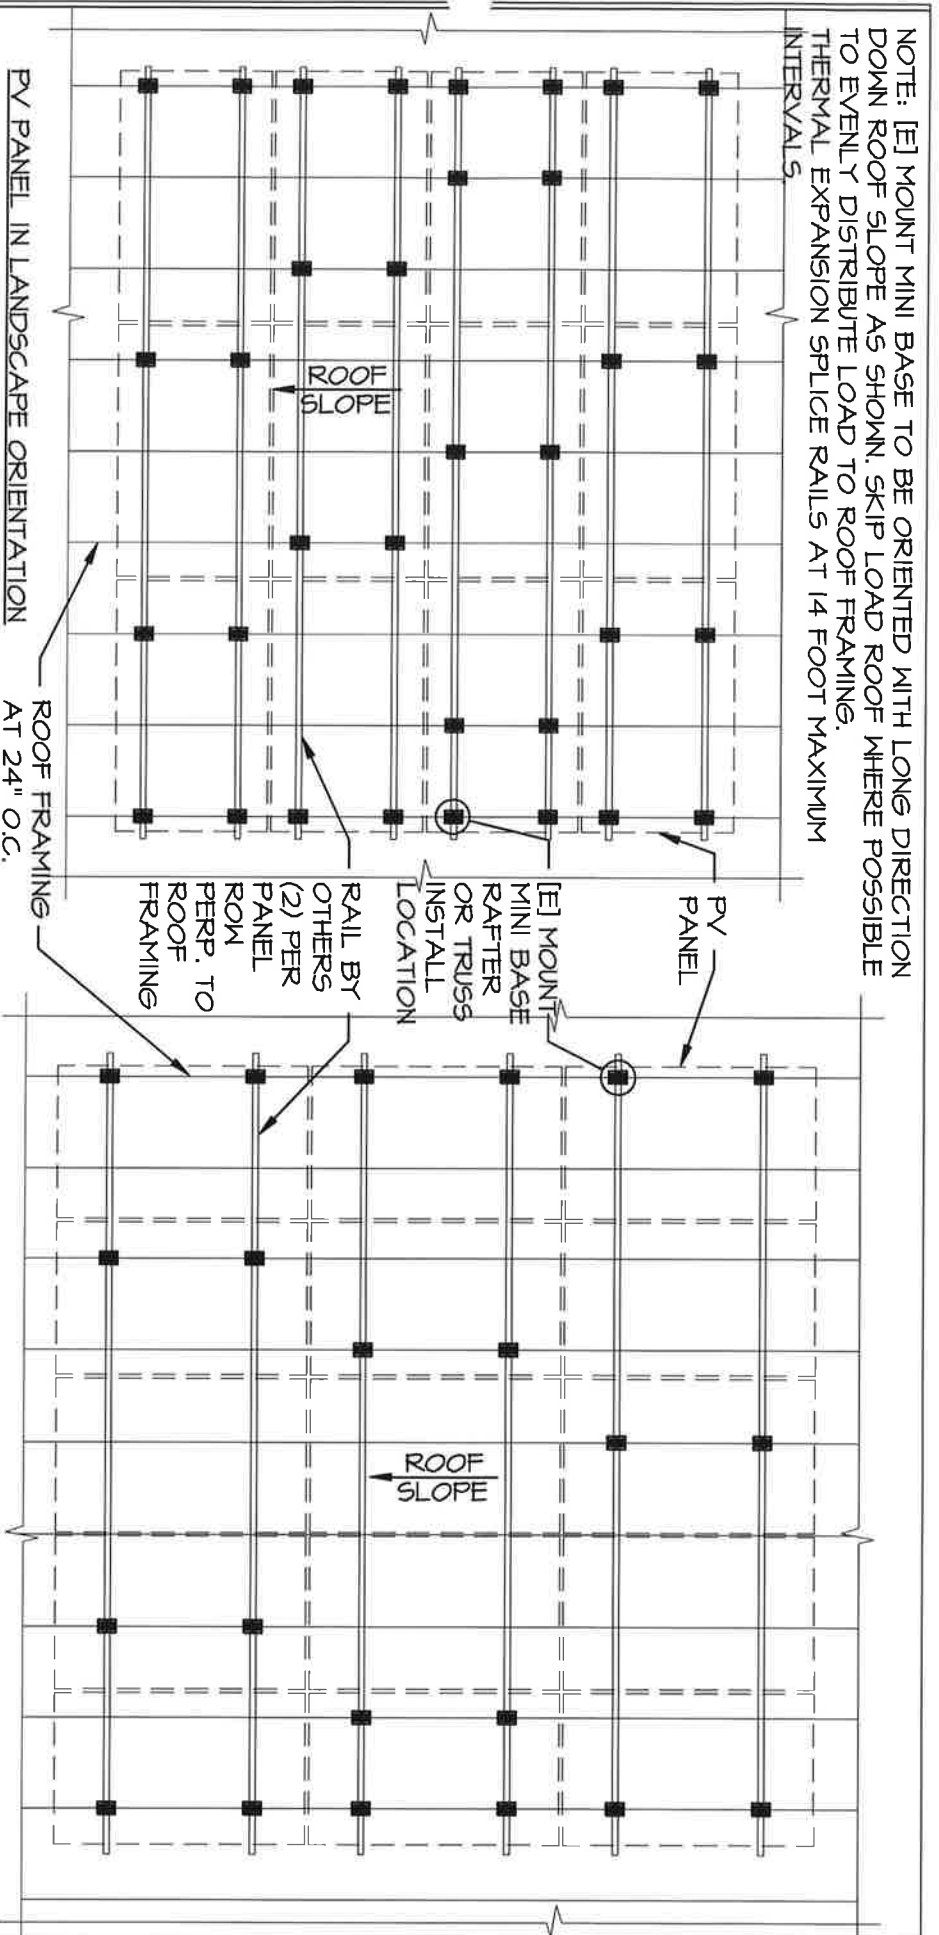 NOTE: [E] MOUNT MINI BASE TO BE ORIENTED WITH LONG DIRECTION
DOWN ROOF SLOPE AS SHOWN. SKIP LOAD ROOF WHERE POSSIBLE
TO EVENLY DISTRIBUTE LOAD TO ROOF FRAMING.
THERMAL EXPANSION SPLICE RAILS AT 14 FOOT MAXIMUM
INTERVALS.
ROOF
SLOPE
PV
PANEL
[E] MOUNT
MINI BASE
RAFTER
OR TRUSS
INSTALL
LOCATION
RAIL BY
OTHERS
(2) PER
PANEL
ROW
PERP. TO
ROOF
FRAMING
ROOF
SLOPE
ROOF FRAMING
AT 24" O.C.
PV PANEL IN LANDSCAPE ORIENTATION